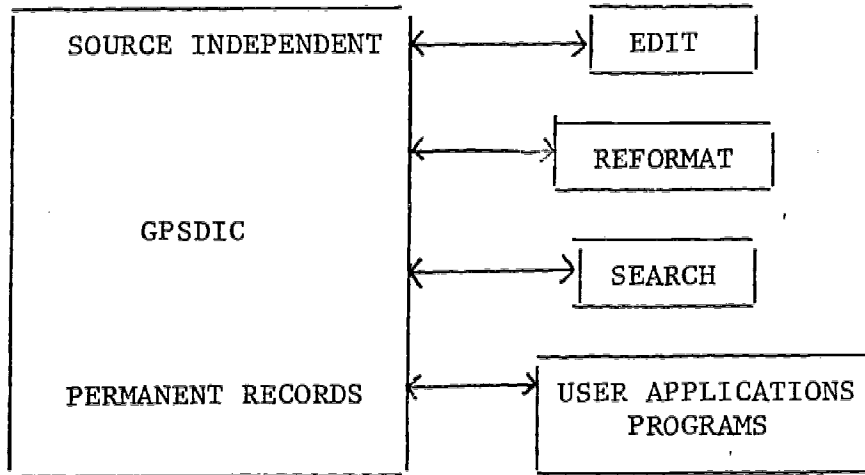 SOURCE INDEPENDENT
EDIT
REFORMAT
GPSDIC
SEARCH
PERMANENT RECORDS
USER APPLICATIONS
PROGRAMS